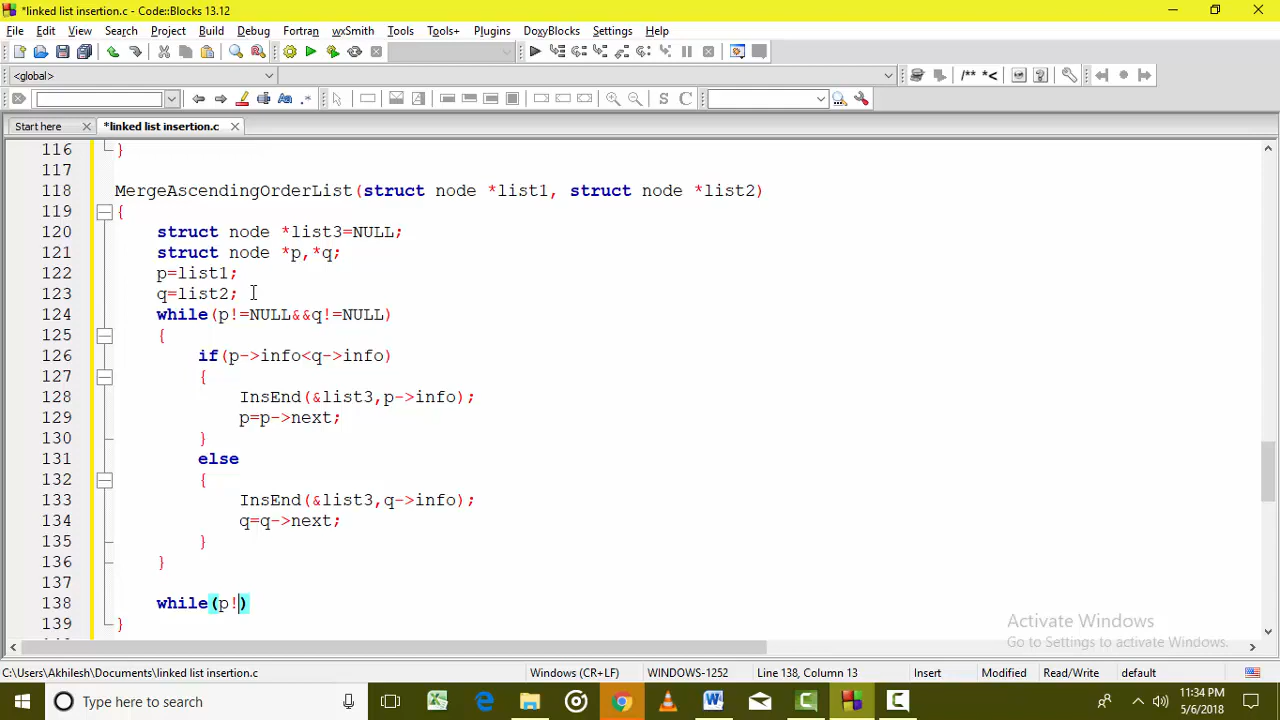 *linked list insertion.c - Code::Blocks 13.12
File Edit View Search Project Build Debug Fortran wxSmith Tools Tools+ Plugins DoxyBlocks Settings Help
<global>
/** *<
Start here *linked list insertion.c
116 }
117
118 MergeAscendingOrderList(struct node *list1, struct node *list2)
119 {
120 struct node *list3=NULL;
121 struct node *p,*q;
122 p=list1;
123 q=list2;
124 while(p!=NULL&&q!=NULL)
125 {
126 if(p->info<q->info)
127 {
128 InsEnd(&list3,p->info);
129 p=p->next;
130 }
131 else
132 {
133 InsEnd(&list3,q->info);
134 q=q->next;
135 }
136 }
137
138 while(p!)
139 }
Activate Windows
Go to Settings to activate Windows.
C:\Users\Akhilesh\Documents\linked list insertion.c Windows (CR+LF) WINDOWS-1252 Line 138, Column 13 Insert Modified Read/Write default
Type here to search
11:34 PM
5/6/2018